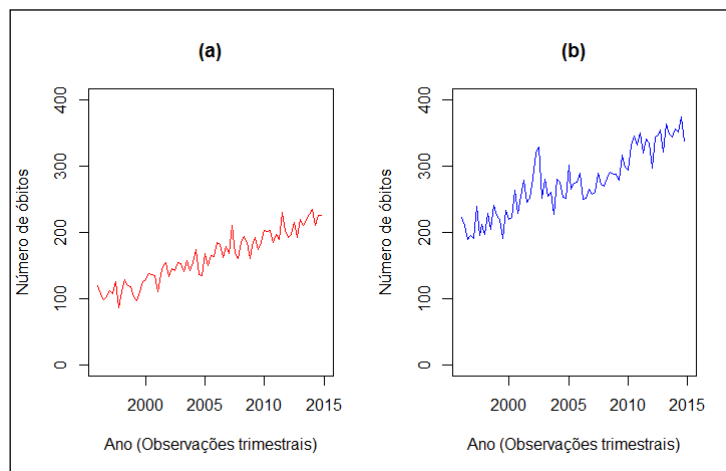 (a)
Número de óbitos
400
300
200
100
0
2000 2005 2010 2015
Ano (Observações trimestrais)
(b)
Número de óbitos
400
300
200
100
0
2000 2005 2010 2015
Ano (Observações trimestrais)